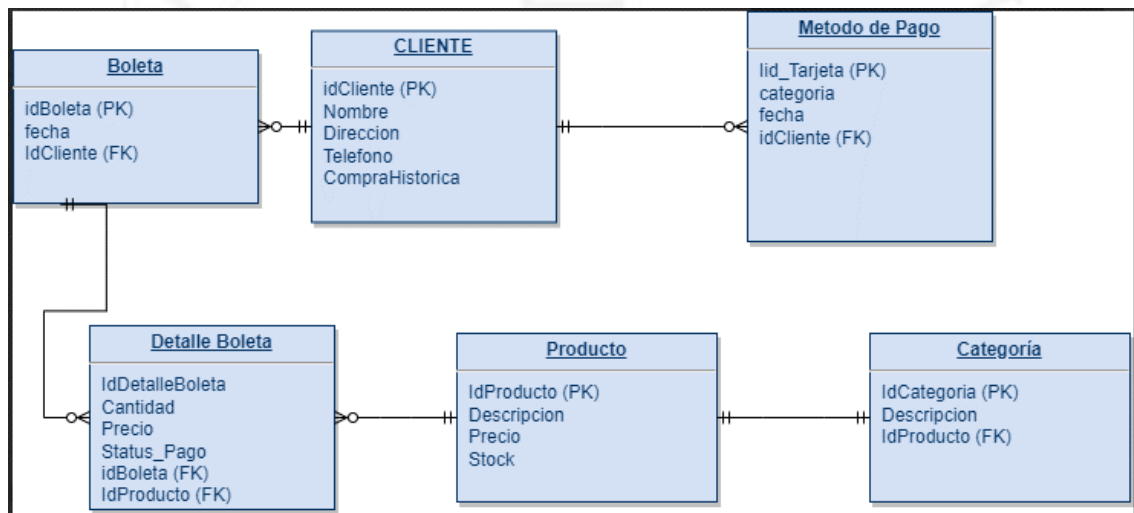 Boleta
idBoleta (PK)
fecha
IdCliente (FK)
CLIENTE
idCliente (PK)
Nombre
Direccion
Telefono
CompraHistorica
Metodo de Pago
Iid_Tarjeta (PK)
categoria
fecha
idCliente (FK)
Detalle Boleta
IdDetalleBoleta
Cantidad
Precio
Status_Pago
idBoleta (FK)
IdProducto (FK)
Producto
IdProducto (PK)
Descripcion
Precio
Stock
Categoría
IdCategoria (PK)
Descripcion
IdProducto (FK)